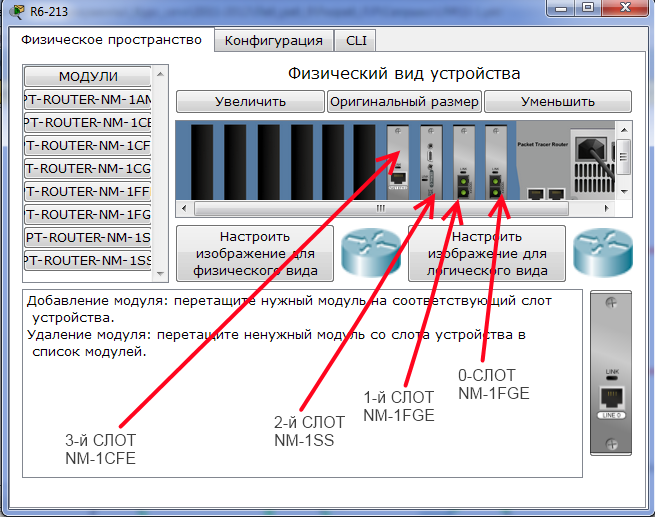 R6-213
Физическое пространство
Конфигурация
CLI
МОДУЛИ
PT-ROUTER-NM-1AM
PT-ROUTER-NM-1CE
PT-ROUTER-NM-1CF
PT-ROUTER-NM-1CG
PT-ROUTER-NM-1FF
PT-ROUTER-NM-1FG
PT-ROUTER-NM-1S
PT-ROUTER-NM-1SS
Физический вид устройства
Увеличить
Оригинальный размер
Уменьшить
Packet Tracer Router
Настроить
изображение для
физического вида
Настроить
изображение для
логического вида
Добавление модуля: перетащите нужный модуль на соответствующий слот
устройства.
Удаление модуля: перетащите ненужный модуль со слота устройства в
список модулей.
0-СЛОТ
NM-1FGE
1-й СЛОТ
NM-1FGE
2-й СЛОТ
NM-1SS
3-й СЛОТ
NM-1CFE
LINK
LINE 0